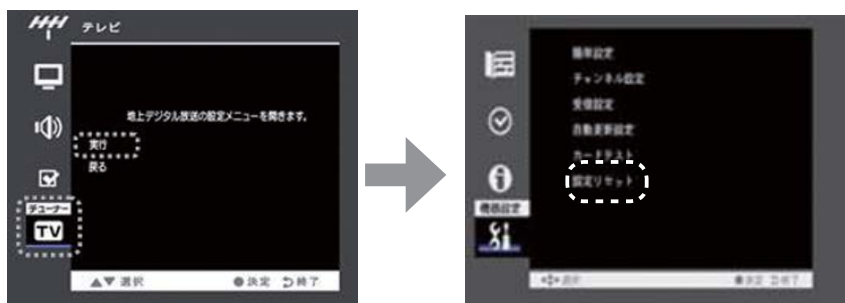 テレビ
地上デジタル放送の設定メニューを開きます。
実行
戻る
チューナー
TV
▲▼ 選択 ●決定 ⮌終了
簡単設定
チャンネル設定
受信設定
自動更新設定
カードテスト
設定リセット
機器設定
選択 ●決定 ⮌終了